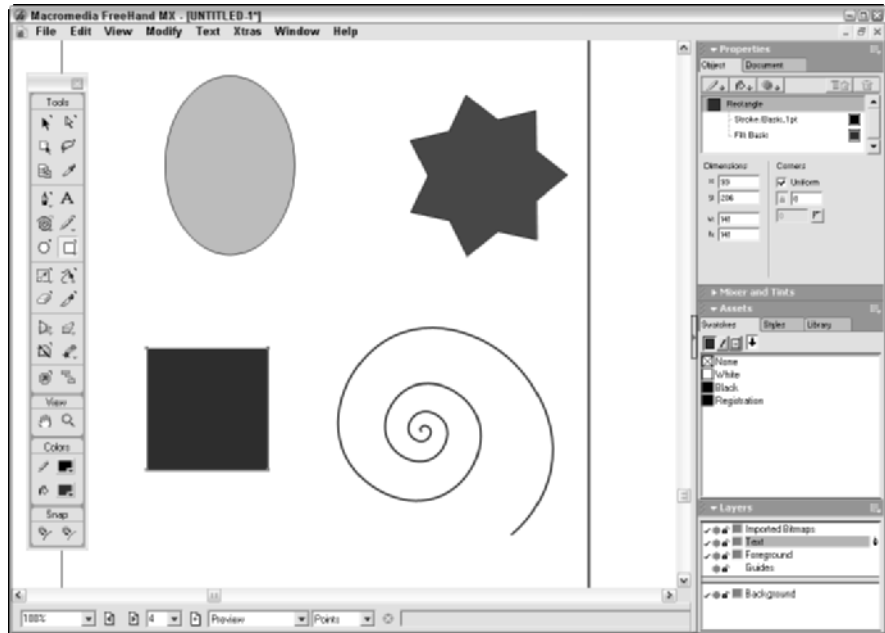 Macromedia FreeHand MX - [UNTITLED-1*]
File Edit View Modify Text Xtras Window Help
Tools
A
View
Colors
Snap
Properties
Object Document
Rectangle
Stroke: Basic, 1pt
Fill: Basic
Dimensions Corners
Uniform
Mixer and Tints
Assets
Swatches Styles Library
None
White
Black
Registration
Layers
Imported Bitmaps
Text
Foreground
Guides
Background
100% 4 Preview Points